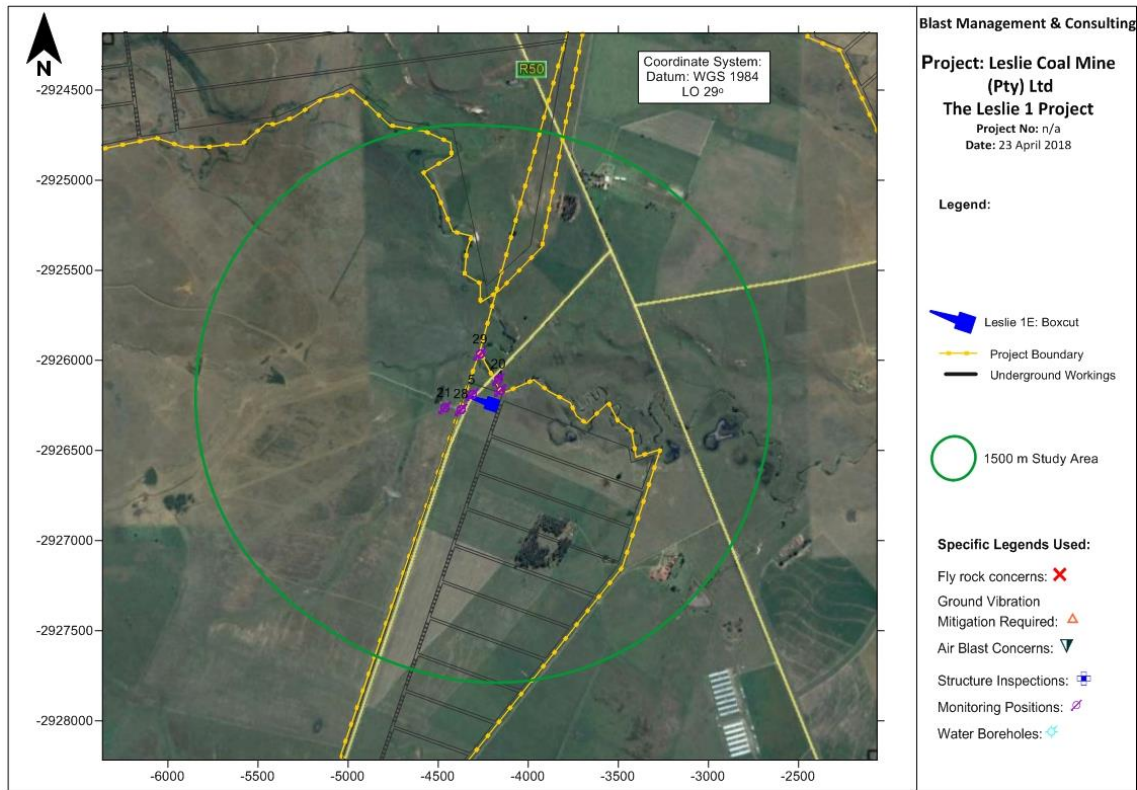 N
R50
Coordinate System:
Datum: WGS 1984
LO 29º
-2924500
-2925000
-2925500
-2926000
-2926500
-2927000
-2927500
-2928000
29
20
5
21
28
-6000
-5500
-5000
-4500
-4000
-3500
-3000
-2500
Blast Management & Consulting
Project: Leslie Coal Mine
(Pty) Ltd
The Leslie 1 Project
Project No: n/a
Date: 23 April 2018
Legend:
Leslie 1E: Boxcut
Project Boundary
Underground Workings
1500 m Study Area
Specific Legends Used:
Fly rock concerns:
Ground Vibration
Mitigation Required:
Air Blast Concerns:
Structure Inspections:
Monitoring Positions:
Water Boreholes: